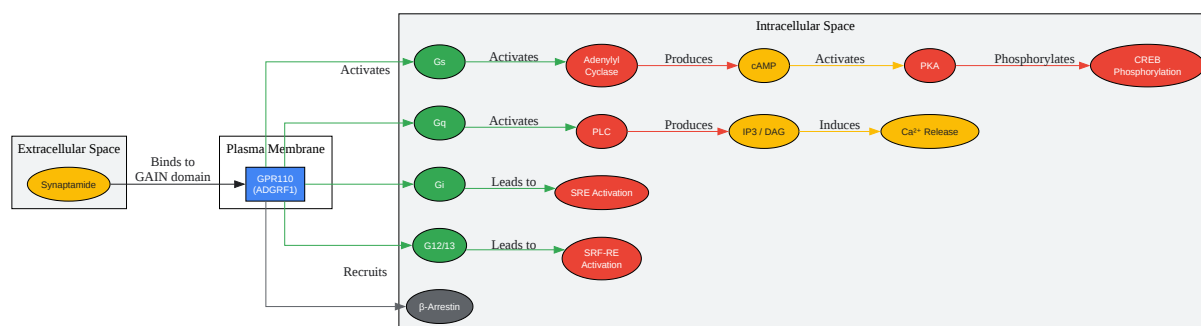 Intracellular Space
Activates
Gs
Activates
Adenylyl
Cyclase
Produces
cAMP
Activates
PKA
Phosphorylates
CREB
Phosphorylation
Gq
Activates
PLC
Produces
IP3 / DAG
Induces
Ca²⁺ Release
Extracellular Space
Synaptamide
Binds to
GAIN domain
Plasma Membrane
GPR110
(ADGRF1)
Gi
Leads to
SRE Activation
G12/13
Leads to
SRF-RE
Activation
Recruits
β-Arrestin